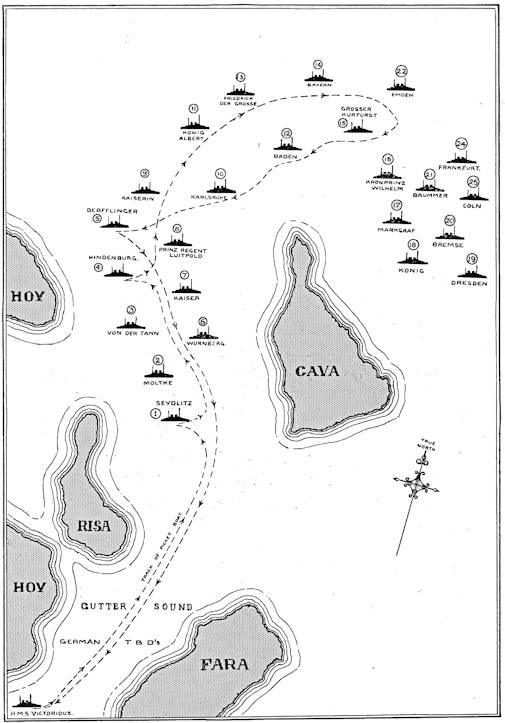 14
BAYERN
22
EMDEN
13
FRIEDRICH
DER GROSSE
GROSSER
KURFURST
15
11
KONIG
ALBERT
12
BADEN
24
FRANKFURT.
16
KRONPRINZ
WILHELM
21
BRUMMER
25
COLN
9
KAISERIN
10
KARLSRUHE
17
MARKGRAF
20
BREMSE
DERFFLINGER
5
8
PRINZ REGENT
LUITPOLD
18
KONIG
19
DRESDEN
HINDENBURG.
4
7
KAISER
HOY
3
VON DER TANN
6
WURNBERG.
2
MOLTKE
CAVA
SEYDLITZ
1
TRUE
NORTH
RISA
TRACK OF PICKET BOAT
HOY
GUTTER SOUND
GERMAN T B D's
FARA
H.M.S VICTORIOUS.